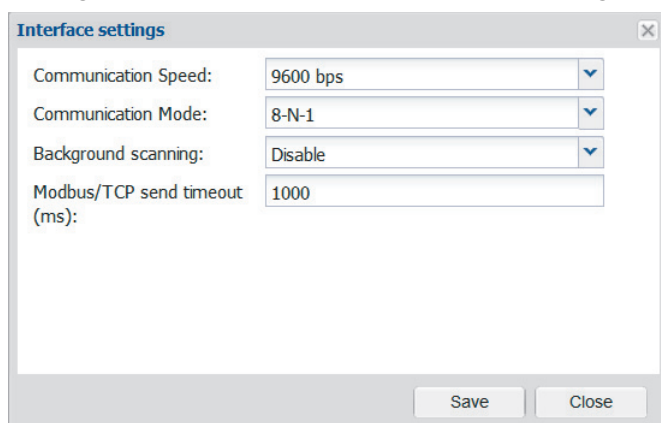 Interface settings
Communication Speed: 9600 bps
Communication Mode: 8-N-1
Background scanning: Disable
Modbus/TCP send timeout 1000
(ms):
Save Close